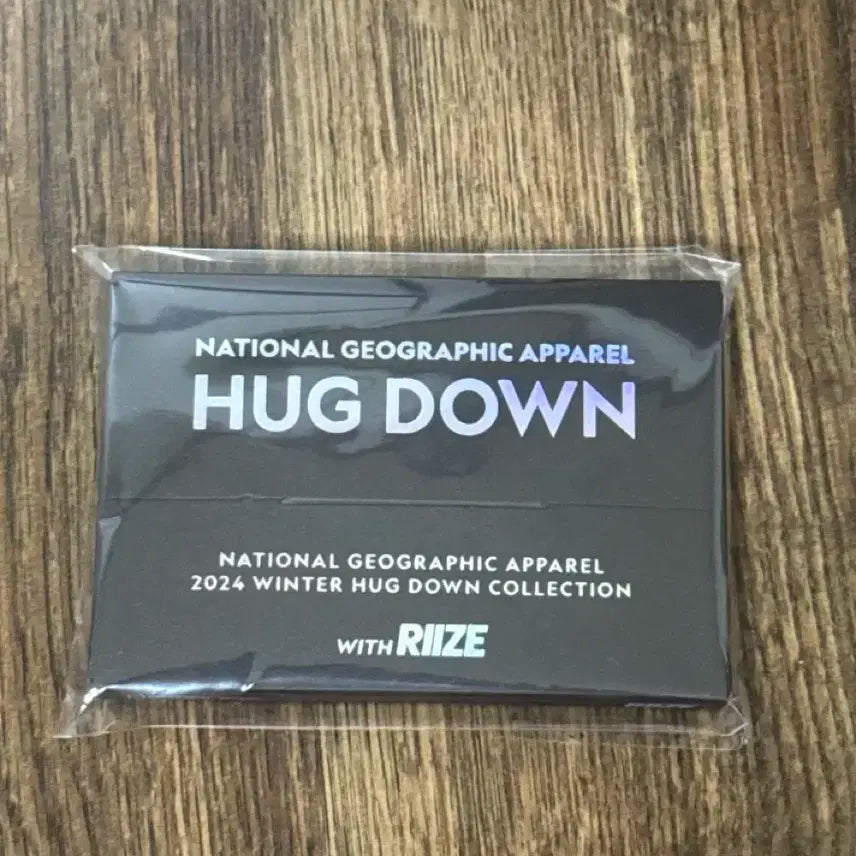 NATIONAL GEOGRAPHIC APPAREL
HUG DOWN
NATIONAL GEOGRAPHIC APPAREL
2024 WINTER HUG DOWN COLLECTION
WITH RIIZE